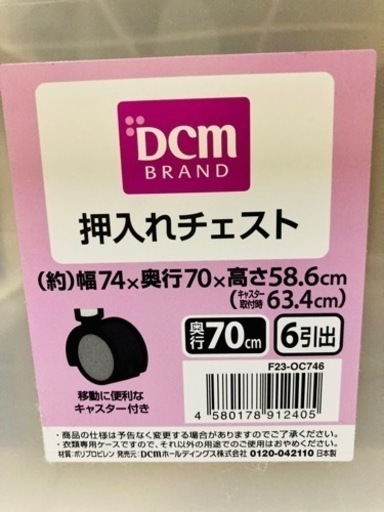 DCM
BRAND
押入れチェスト
(約)幅74×奥行70×高さ58.6cm
(キャスター取付時63.4cm)
移動に便利な
キャスター付き
奥行70cm
6引出
F23-OC746
4 580178 912405
・商品の仕様は予告なく変更する場合がありますのでご了承ください。
・衣類専用ケースですので、それ以外の用途でのご使用はおやめください。
材質:ポリプロピレン 発売元:DCMホールディングス株式会社 0120-042110 日本製